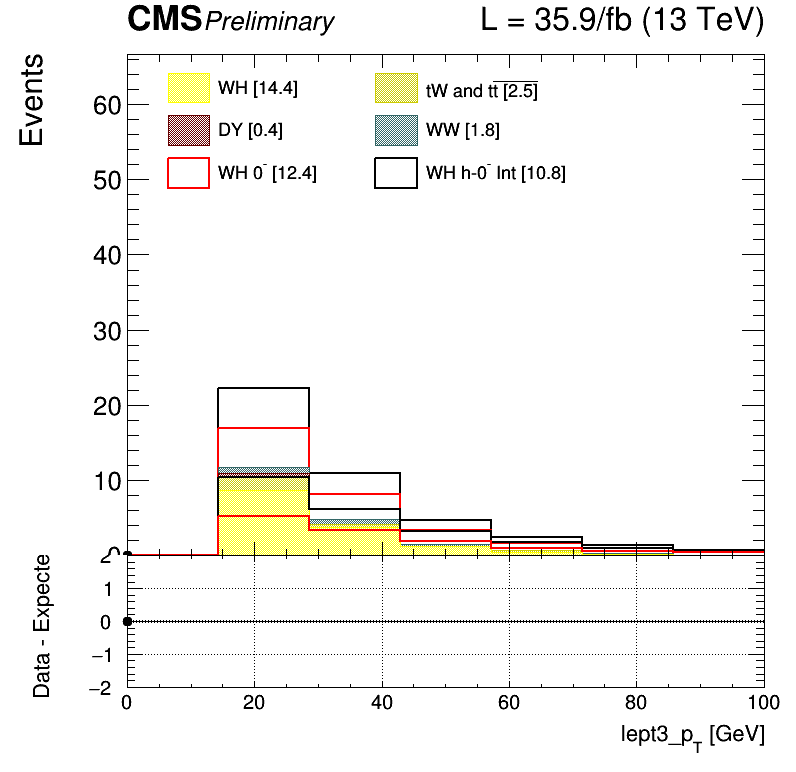 CMS Preliminary L = 35.9/fb (13 TeV)
Events
WH [14.4] tW and tt [2.5]
DY [0.4] WW [1.8]
WH 0⁻ [12.4] WH h-0⁻ Int [10.8]
60
50
40
30
20
10
0
Data - Expecte
2
1
0
−1
−2
0 20 40 60 80 100
lept3_p_T [GeV]